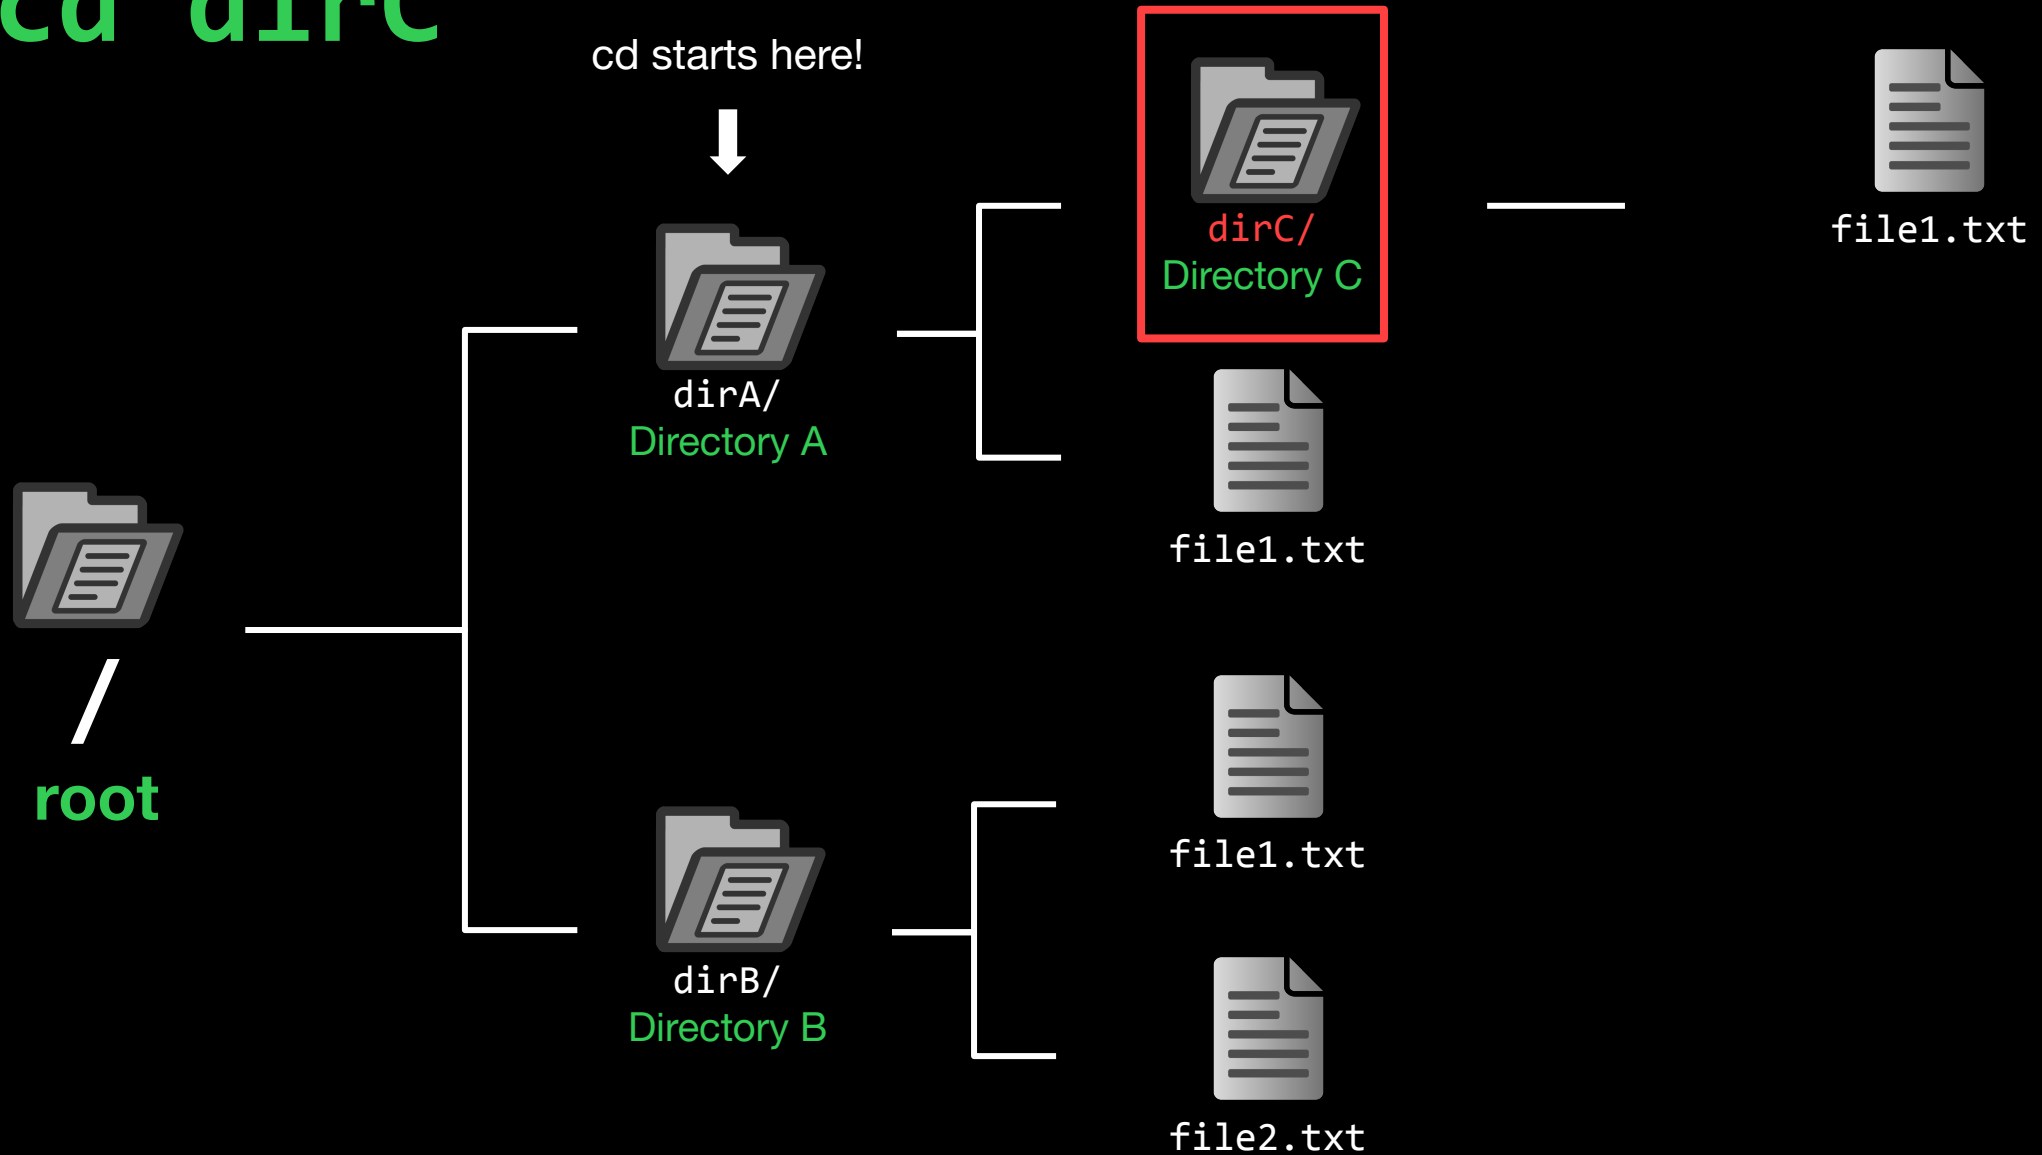 cd dirC
cd starts here!
dirC/
Directory C
file1.txt
dirA/
Directory A
file1.txt
/
root
file1.txt
dirB/
Directory B
file2.txt